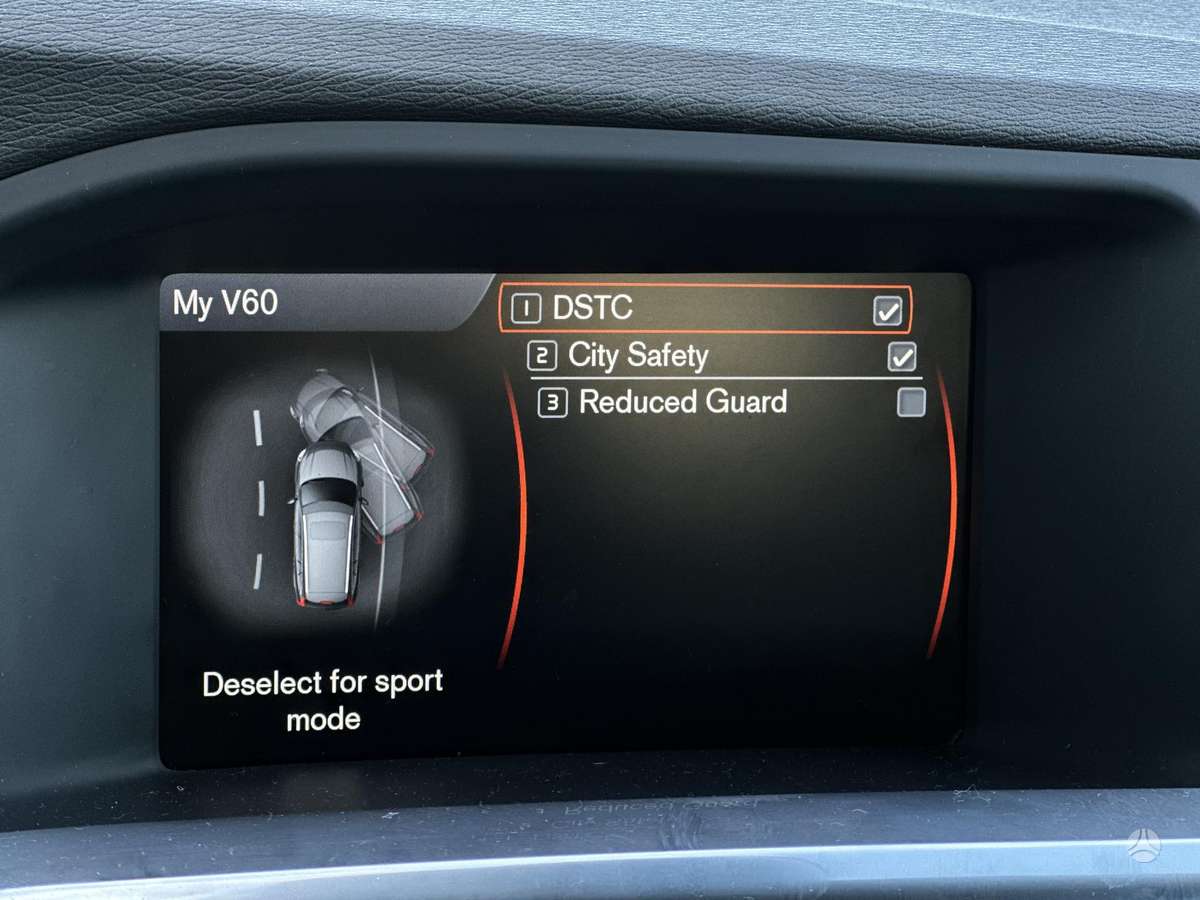 My V60
1 DSTC
2 City Safety
3 Reduced Guard
Deselect for sport
mode